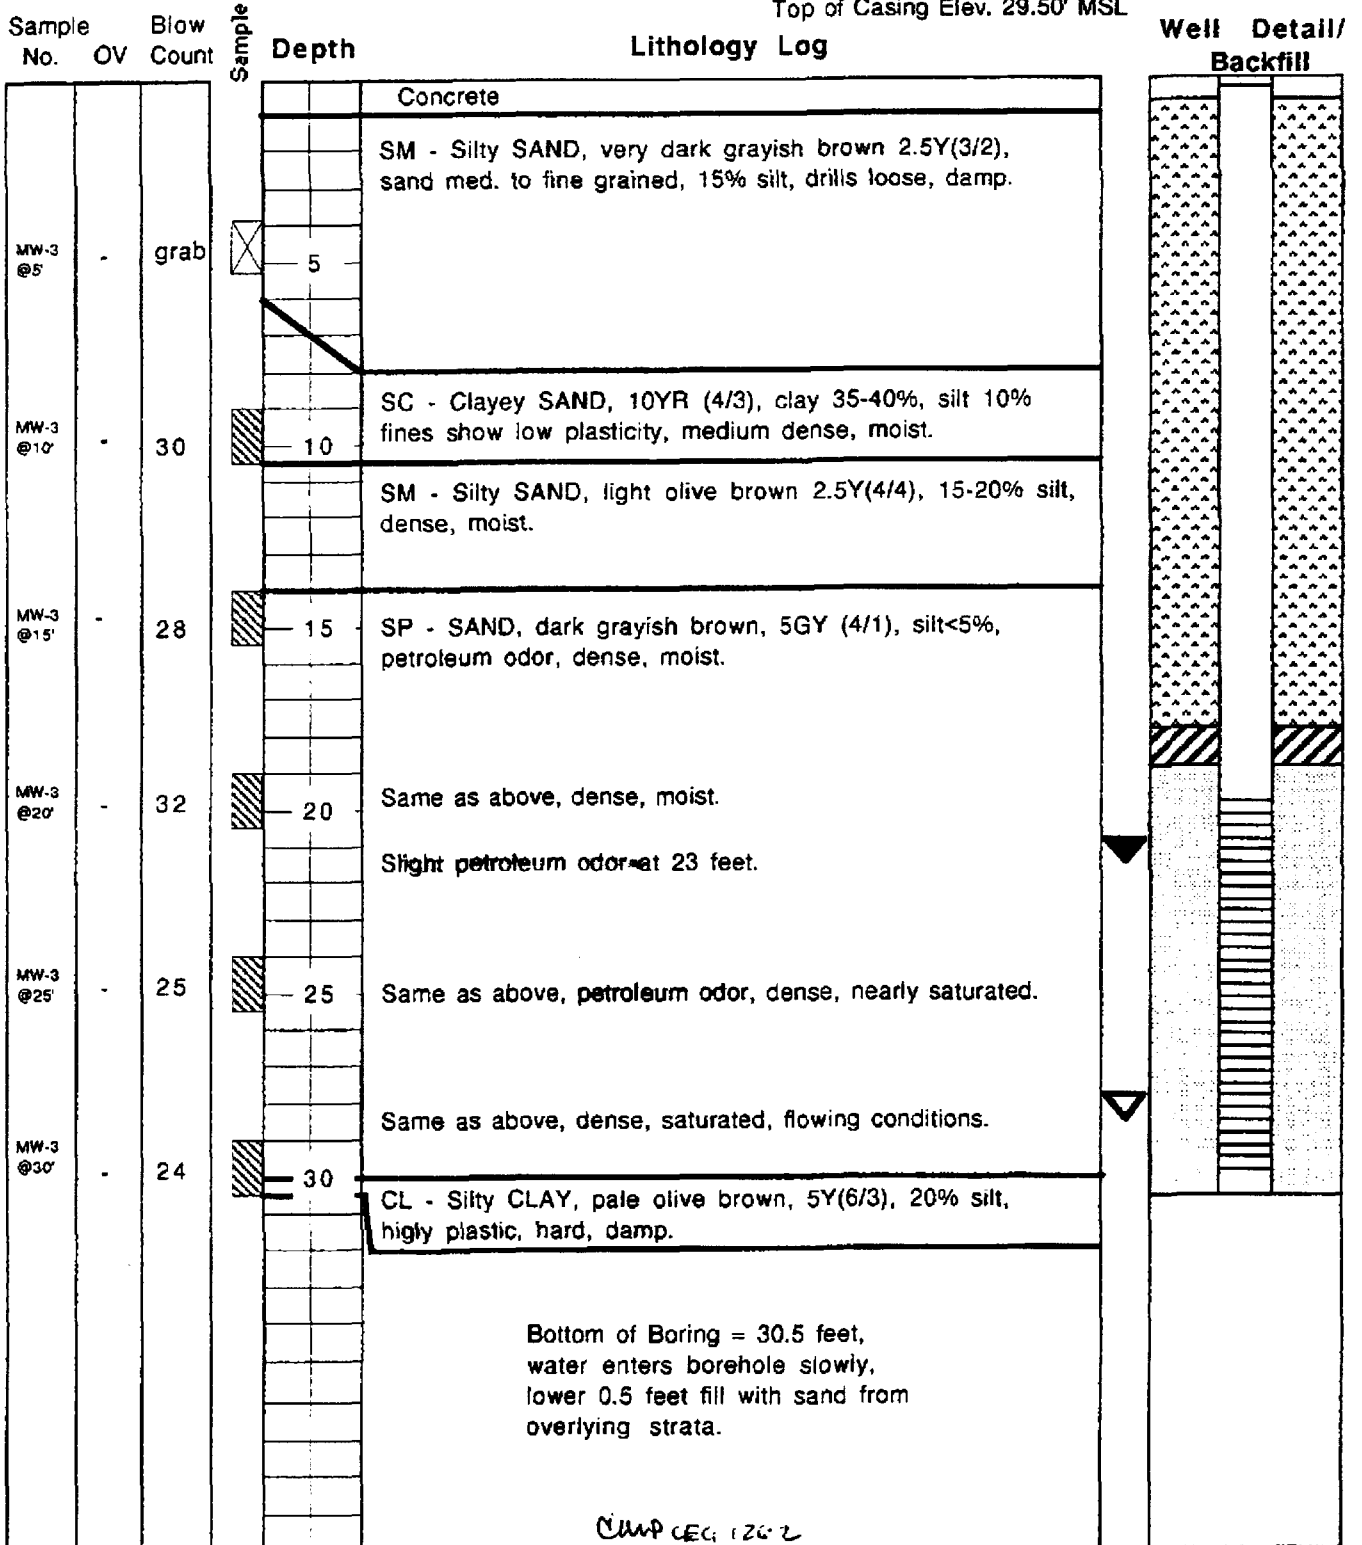 Top of Casing Elev. 29.50' MSL
Sample No. OV Blow Count Sample Depth Lithology Log Well Detail/ Backfill
Concrete
SM - Silty SAND, very dark grayish brown 2.5Y(3/2),
sand med. to fine grained, 15% silt, drills loose, damp.
MW-3 @5' - grab 5
SC - Clayey SAND, 10YR (4/3), clay 35-40%, silt 10%
fines show low plasticity, medium dense, moist.
MW-3 @10' - 30 10
SM - Silty SAND, light olive brown 2.5Y(4/4), 15-20% silt,
dense, moist.
MW-3 @15' - 28 15
SP - SAND, dark grayish brown, 5GY (4/1), silt<5%,
petroleum odor, dense, moist.
MW-3 @20' - 32 20
Same as above, dense, moist.
Slight petroleum odor at 23 feet.
MW-3 @25' - 25 25
Same as above, petroleum odor, dense, nearly saturated.
Same as above, dense, saturated, flowing conditions.
MW-3 @30' - 24 30
CL - Silty CLAY, pale olive brown, 5Y(6/3), 20% silt,
higly plastic, hard, damp.
Bottom of Boring = 30.5 feet,
water enters borehole slowly,
lower 0.5 feet fill with sand from
overlying strata.
CEG 1262